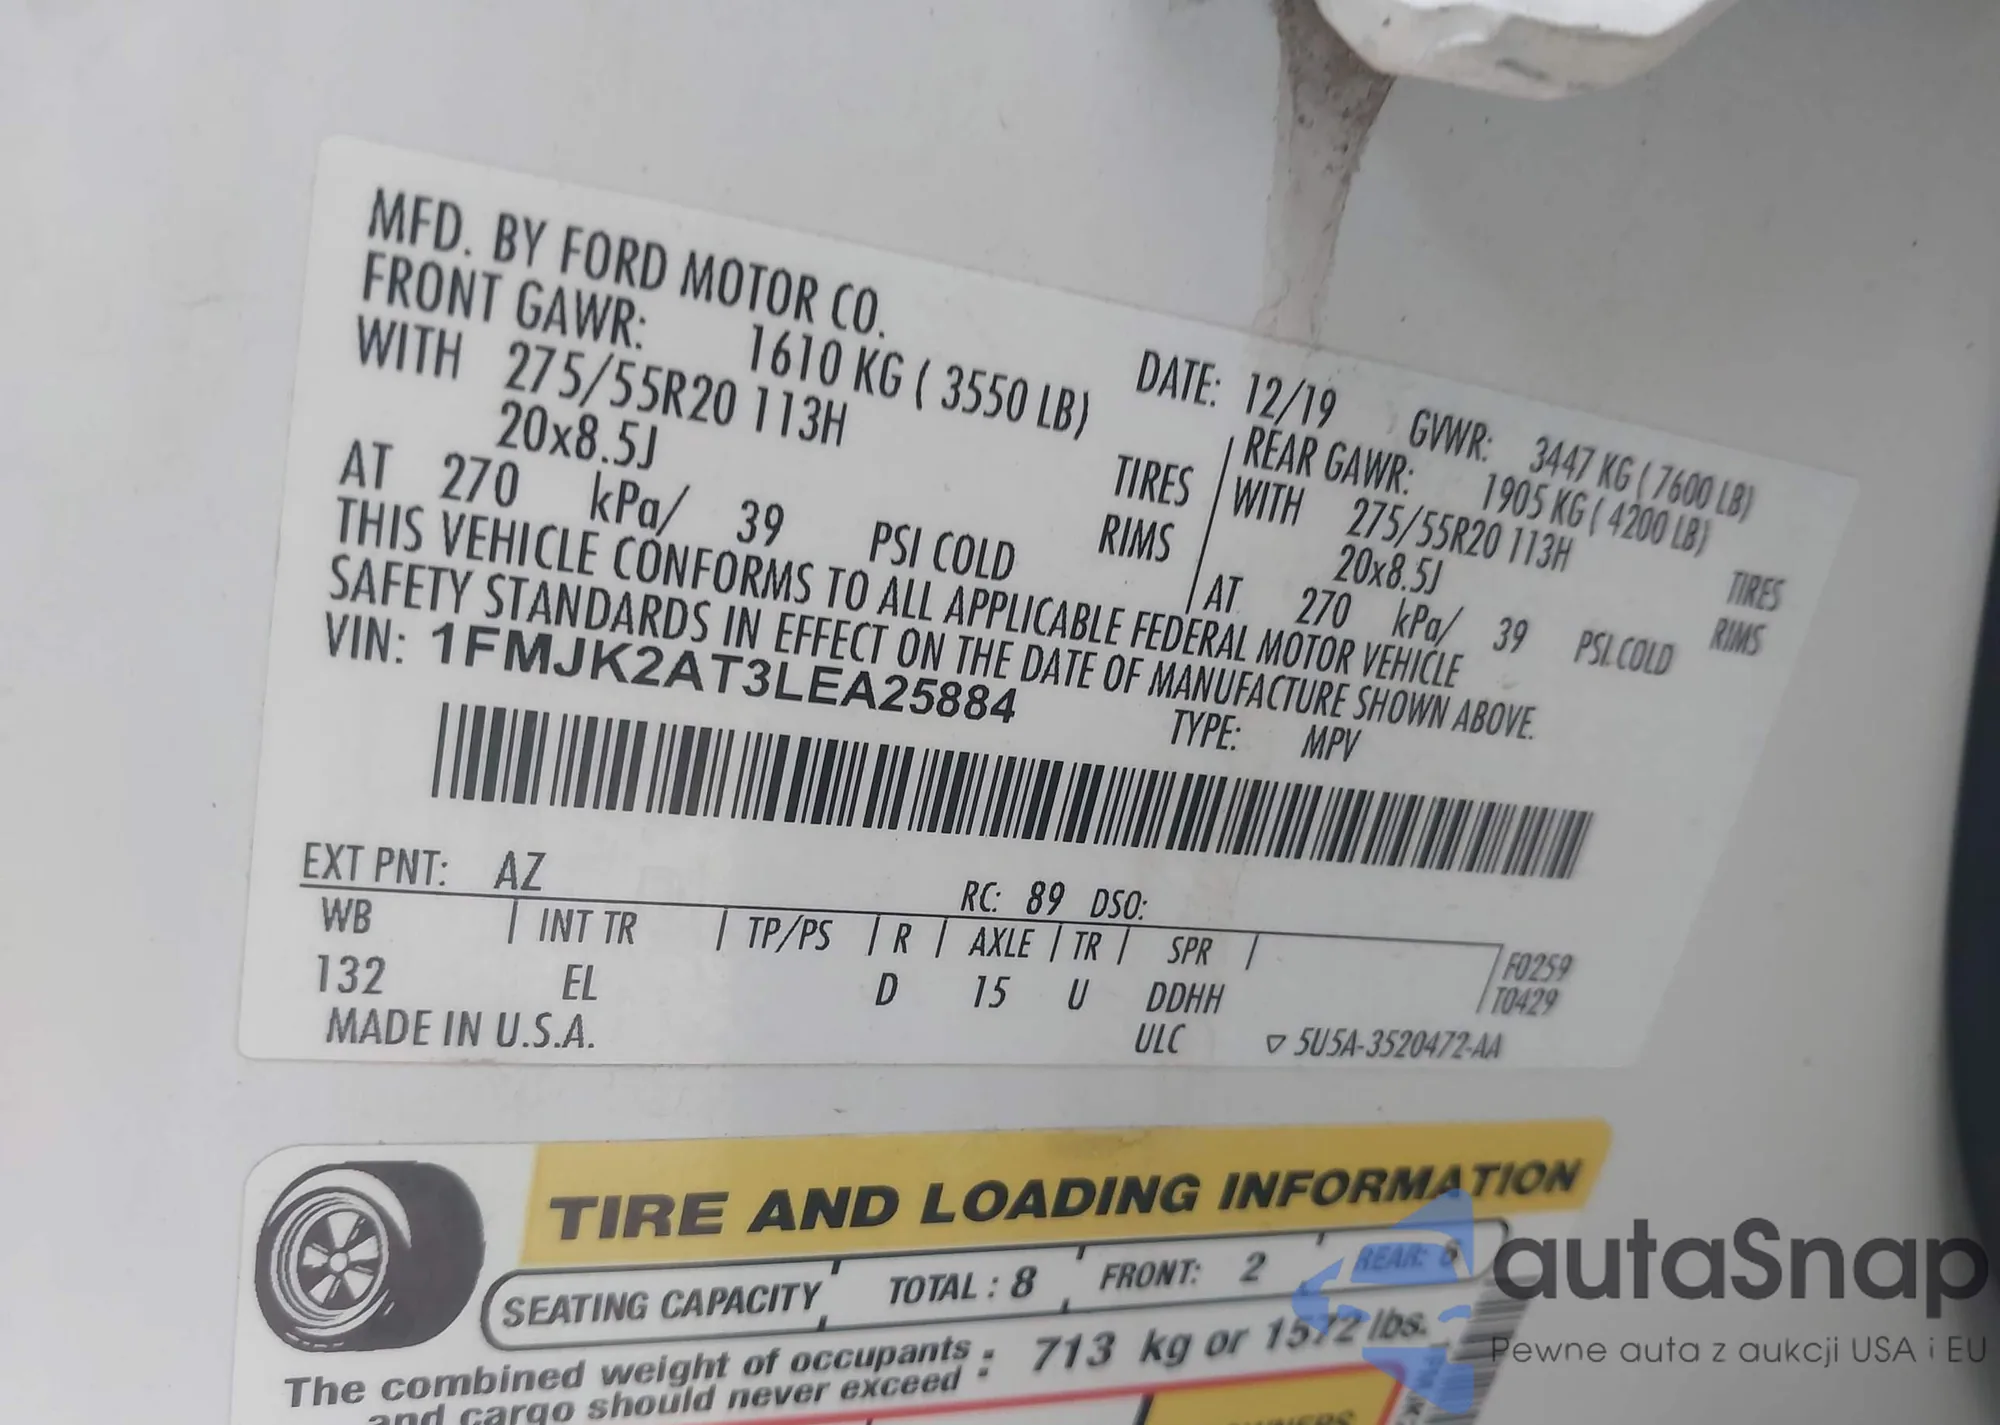 MFD. BY FORD MOTOR CO.
DATE: 12/19 GVWR: 3447 KG ( 7600 LB)
FRONT GAWR: 1610 KG ( 3550 LB)
WITH 275/55R20 113H TIRES
20x8.5J RIMS
AT 270 kPa/ 39 PSI COLD
REAR GAWR: 1905 KG ( 4200 LB)
WITH 275/55R20 113H TIRES
20x8.5J RIMS
AT 270 kPa/ 39 PSI COLD
THIS VEHICLE CONFORMS TO ALL APPLICABLE FEDERAL MOTOR VEHICLE
SAFETY STANDARDS IN EFFECT ON THE DATE OF MANUFACTURE SHOWN ABOVE.
VIN: 1FMJK2AT3LEA25884
TYPE: MPV
EXT PNT: AZ RC: 89 DSO:
WB | INT TR | TP/PS | R | AXLE | TR | SPR | F0259
132 EL D 15 U DDHH T0429
MADE IN U.S.A. ULC ▽ 5U5A-3520472-AA
TIRE AND LOADING INFORMATION
SEATING CAPACITY TOTAL : 8 FRONT: 2 REAR: 6
The combined weight of occupants : 713 kg or 1572 lbs.
and cargo should never exceed
autaSnap
Pewne auta z aukcji USA i EU